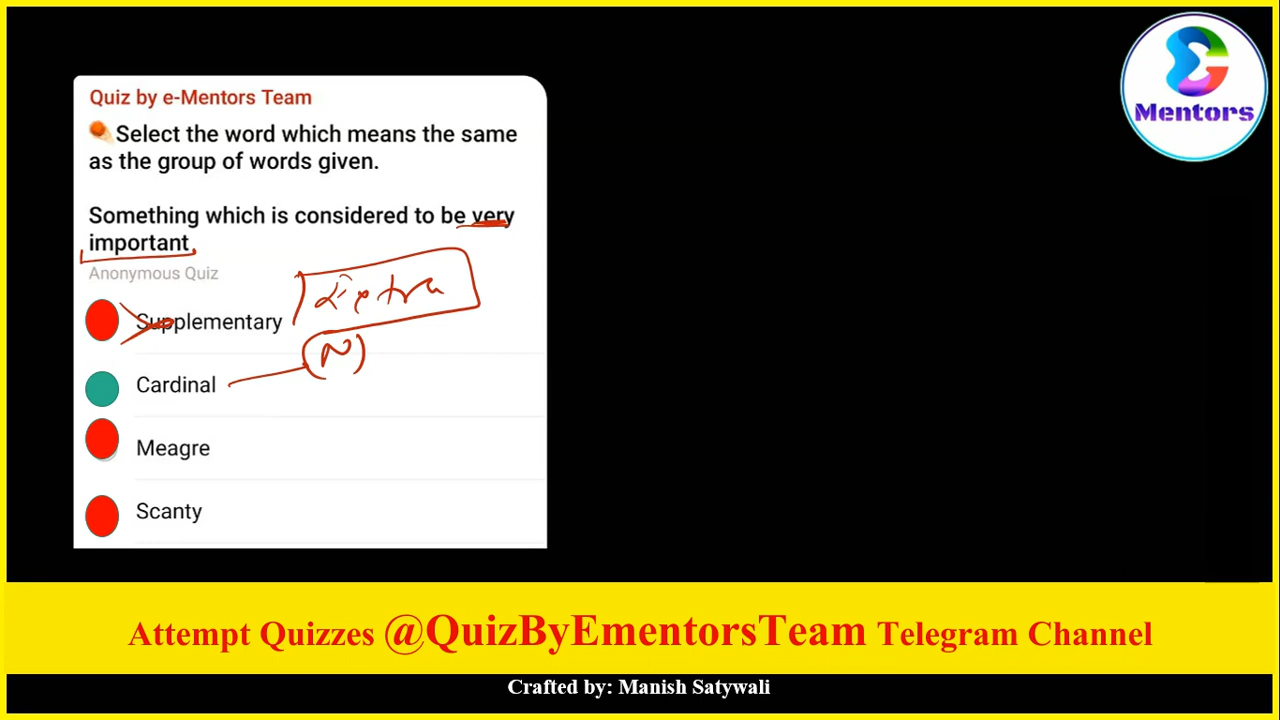 Mentors
Quiz by e-Mentors Team
Select the word which means the same
as the group of words given.
Something which is considered to be very
important
Anonymous Quiz
Supplementary
Extra
(N)
Cardinal
Meagre
Scanty
Attempt Quizzes @QuizByEmentorsTeam Telegram Channel
Crafted by: Manish Satywali